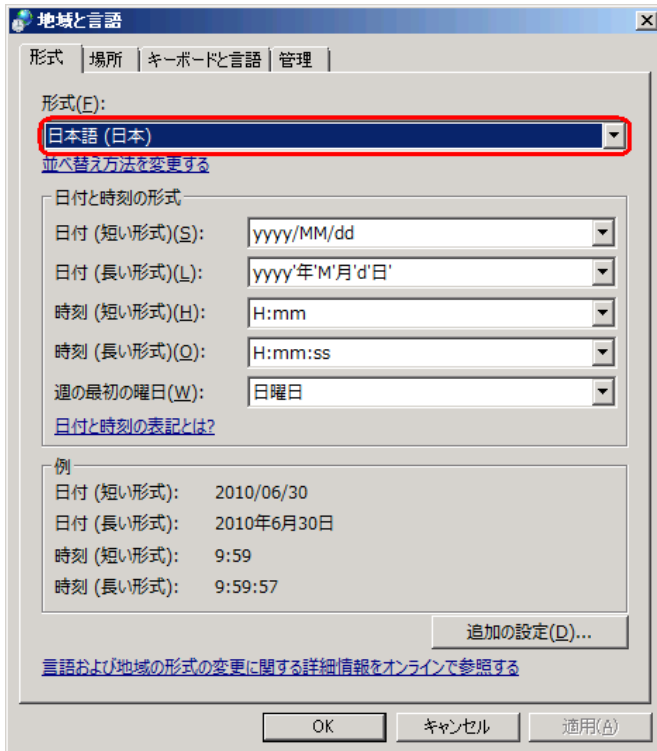 地域と言語
形式 場所 キーボードと言語 管理
形式(F):
日本語 (日本)
並べ替え方法を変更する
日付と時刻の形式
日付 (短い形式)(S): yyyy/MM/dd
日付 (長い形式)(L): yyyy'年'M'月'd'日'
時刻 (短い形式)(H): H:mm
時刻 (長い形式)(O): H:mm:ss
週の最初の曜日(W): 日曜日
日付と時刻の表記とは?
例
日付 (短い形式): 2010/06/30
日付 (長い形式): 2010年6月30日
時刻 (短い形式): 9:59
時刻 (長い形式): 9:59:57
追加の設定(D)...
言語および地域の形式の変更に関する詳細情報をオンラインで参照する
OK キャンセル 適用(A)